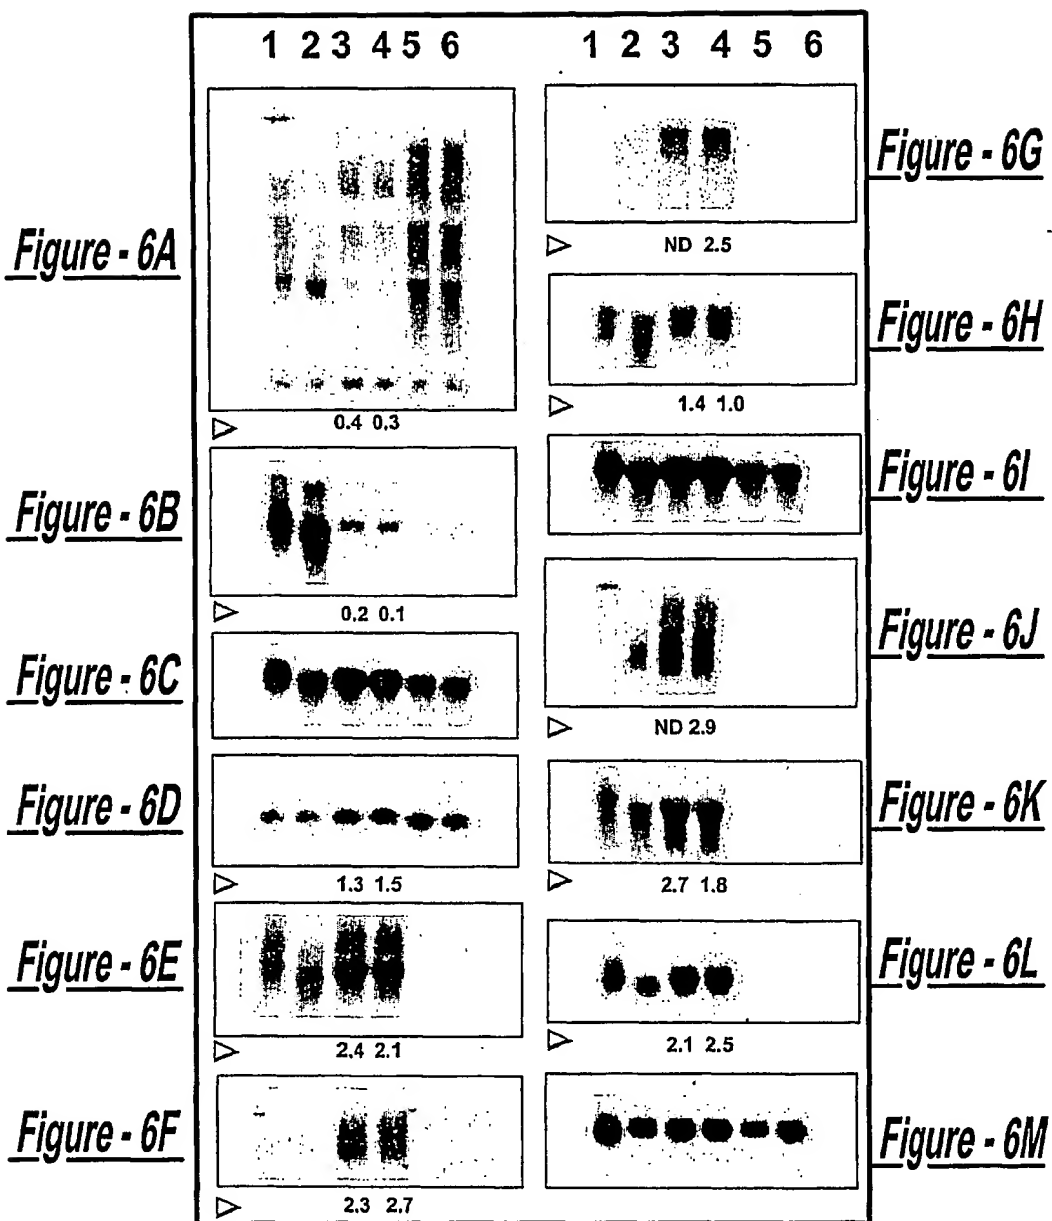 1 2 3 4 5 6
1 2 3 4 5 6
Figure - 6A
0.4 0.3
Figure - 6B
0.2 0.1
Figure - 6C
Figure - 6D
1.3 1.5
Figure - 6E
2.4 2.1
Figure - 6F
2.3 2.7
Figure - 6G
ND 2.5
Figure - 6H
1.4 1.0
Figure - 6I
Figure - 6J
ND 2.9
Figure - 6K
2.7 1.8
Figure - 6L
2.1 2.5
Figure - 6M